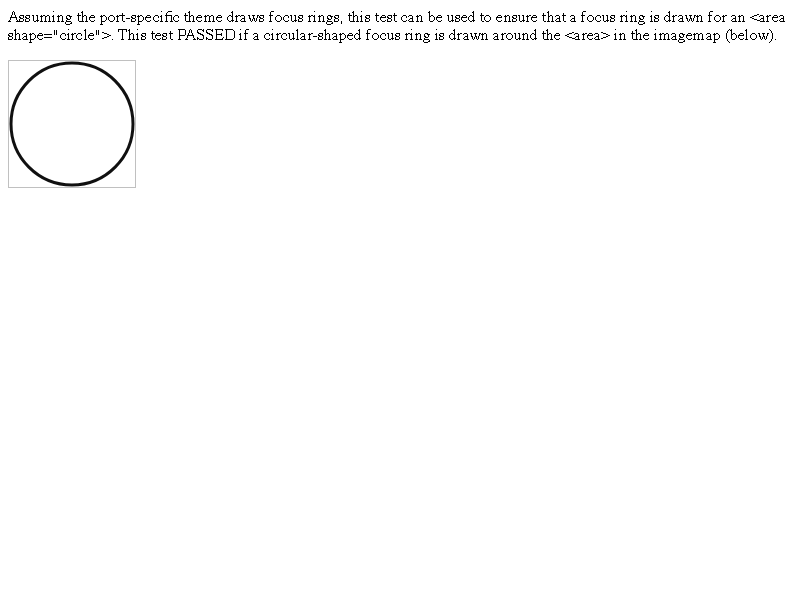 Assuming the port-specific theme draws focus rings, this test can be used to ensure that a focus ring is drawn for an <area
shape="circle">. This test PASSED if a circular-shaped focus ring is drawn around the <area> in the imagemap (below).